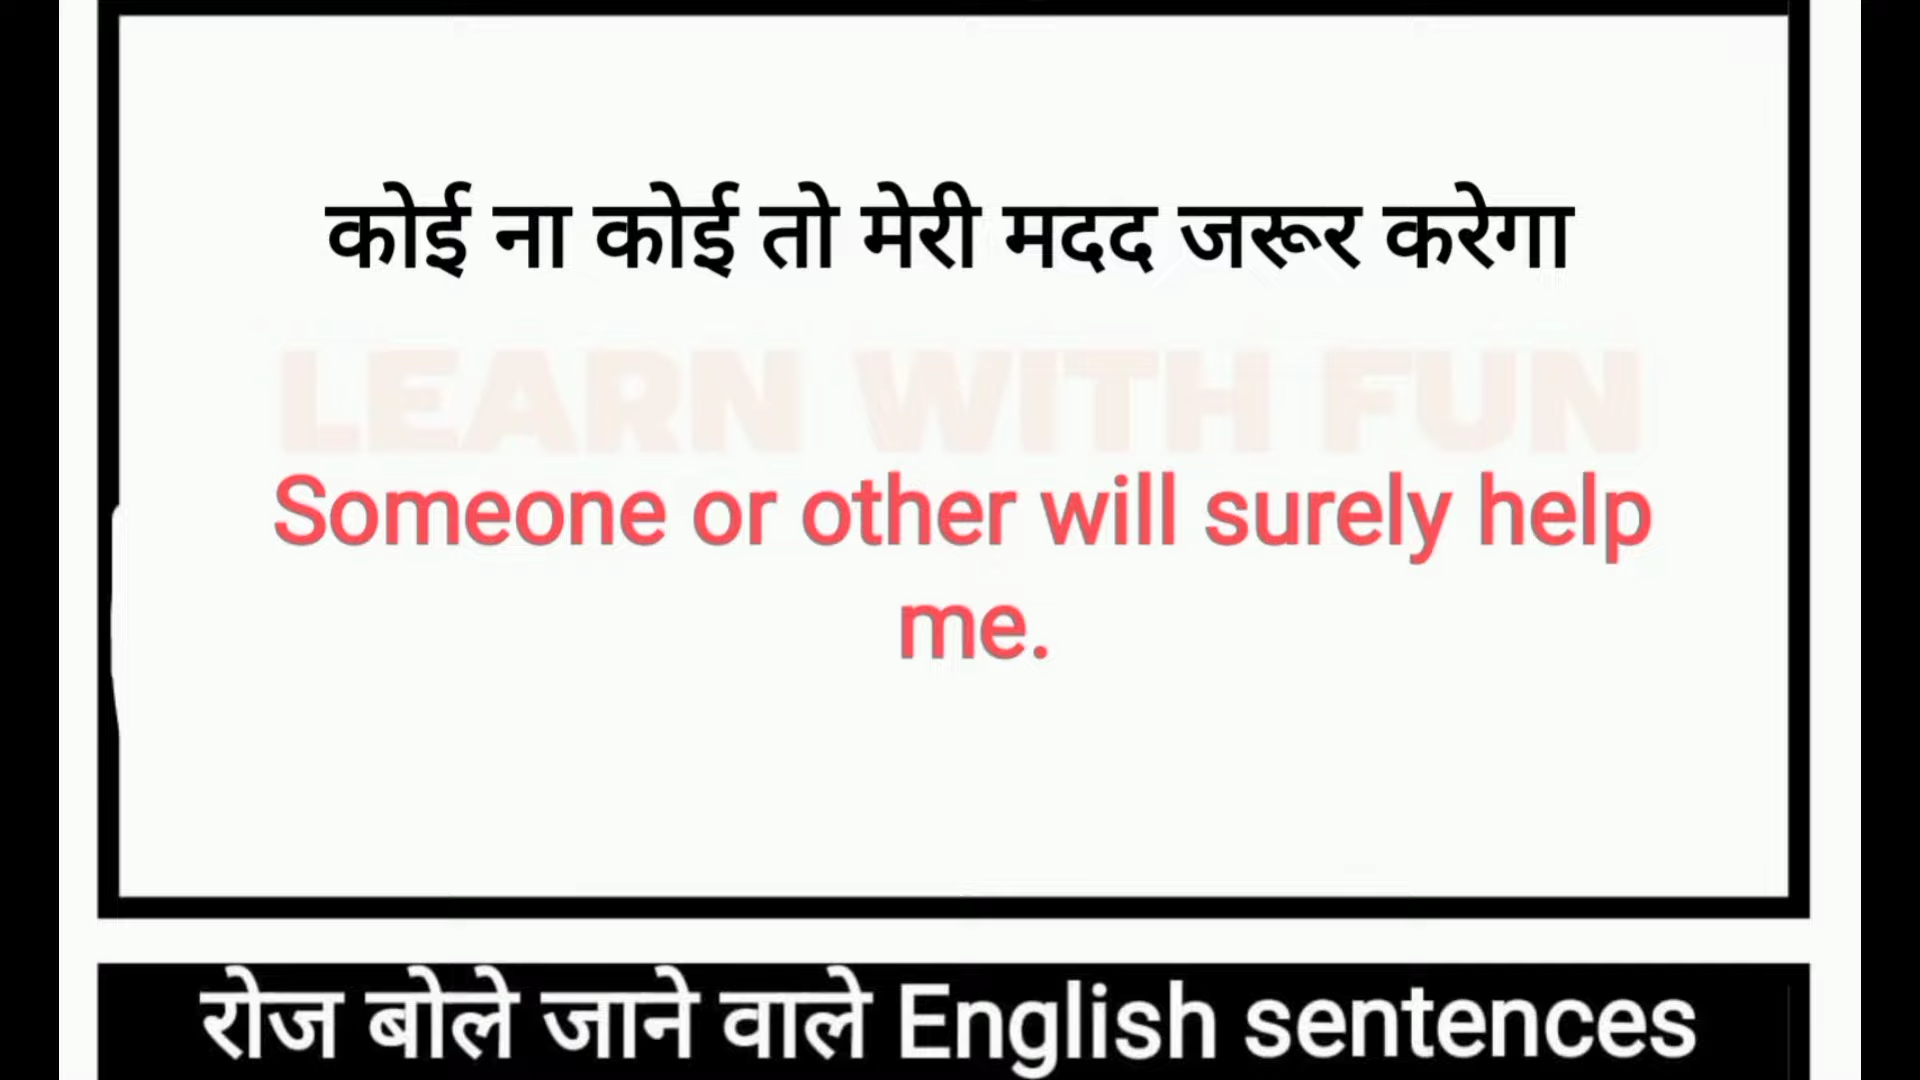 कोई ना कोई तो मेरी मदद जरूर करेगा
LEARN WITH FUN
Someone or other will surely help
me.
रोज बोले जाने वाले English sentences